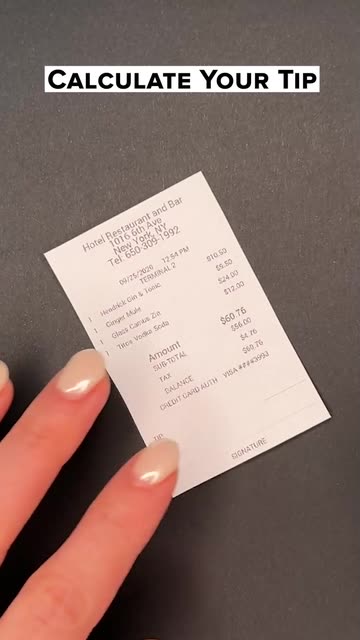 CALCULATE YOUR TIP
Hotel Restaurant and Bar
1016 6th Ave
New York, NY
Tel. 650-309-1992
09/25/2020 12:54 PM
TERMINAL 2
1 Hendrick Gin & Tonic $10.50
1 Ginger Mule $5.50
1 Glass Camus Zin $24.00
1 Titos Vodka Soda $12.00
Amount $60.76
SUB-TOTAL $56.00
TAX $4.76
BALANCE $60.76
CREDIT CARD AUTH VISA
TIP
SIGNATURE